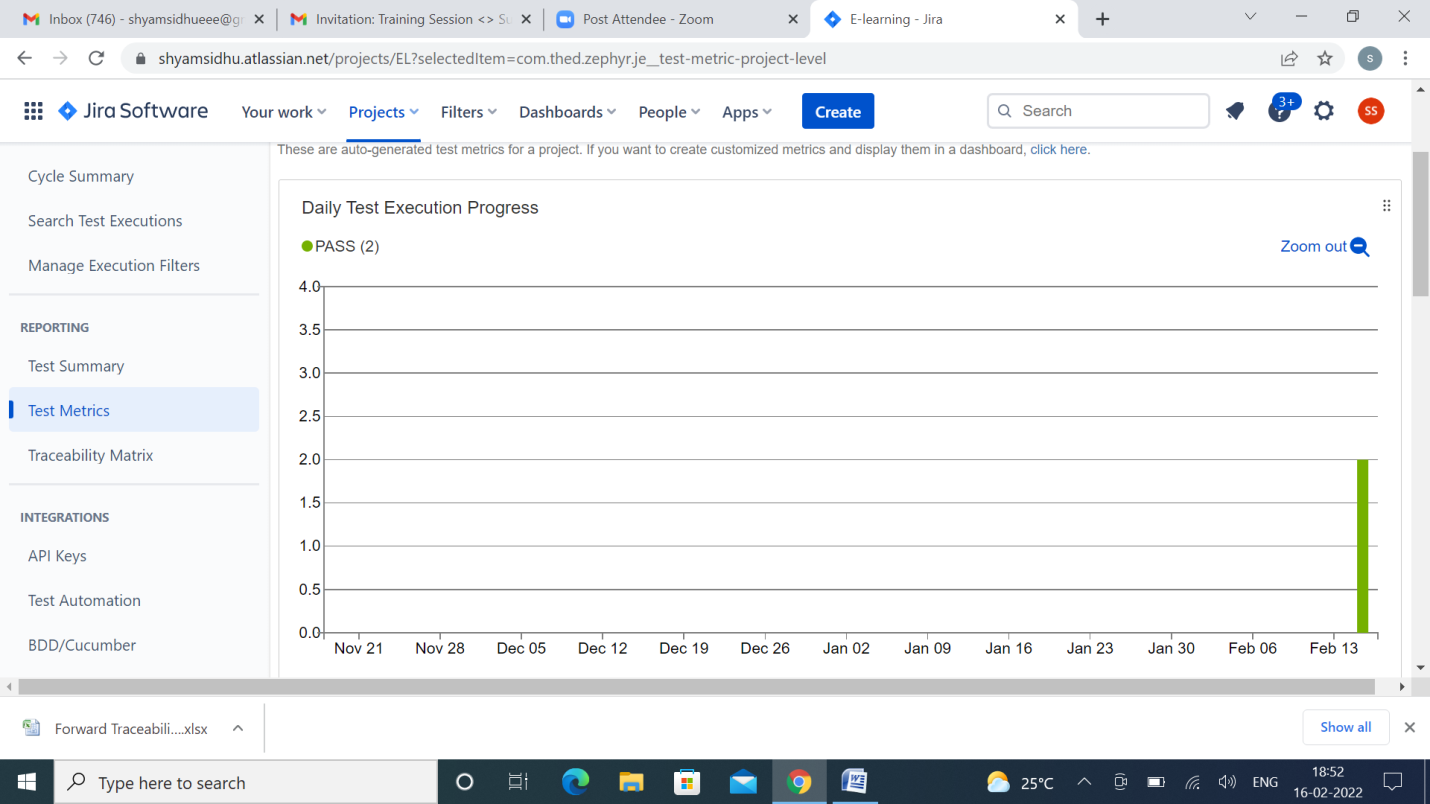 Inbox (746) - shyamsidhueee@g
Invitation: Training Session <> Su
Post Attendee - Zoom
E-learning - Jira
shyamsidhu.atlassian.net/projects/EL?selectedItem=com.thed.zephyr.je__test-metric-project-level
S
Jira Software
Your work
Projects
Filters
Dashboards
People
Apps
Create
Search
3+
?
SS
These are auto-generated test metrics for a project. If you want to create customized metrics and display them in a dashboard, click here.
Cycle Summary
Search Test Executions
Manage Execution Filters
REPORTING
Test Summary
Test Metrics
Traceability Matrix
INTEGRATIONS
API Keys
Test Automation
BDD/Cucumber
Daily Test Execution Progress
PASS (2)
Zoom out
4.0
3.5
3.0
2.5
2.0
1.5
1.0
0.5
0.0
Nov 21 Nov 28 Dec 05 Dec 12 Dec 19 Dec 26 Jan 02 Jan 09 Jan 16 Jan 23 Jan 30 Feb 06 Feb 13
Forward Traceabili....xlsx
Show all
Type here to search
25°C
ENG
18:52
16-02-2022